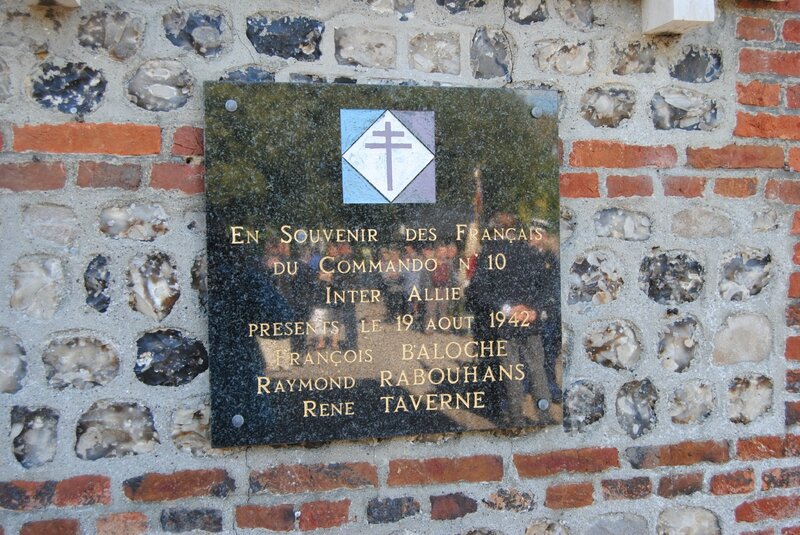 EN SOUVENIR DES FRANÇAIS
DU COMMANDO N° 10
INTER ALLIE
PRESENTS LE 19 AOUT 1942
FRANÇOIS BALOCHE
RAYMOND RABOUHANS
RENE TAVERNE